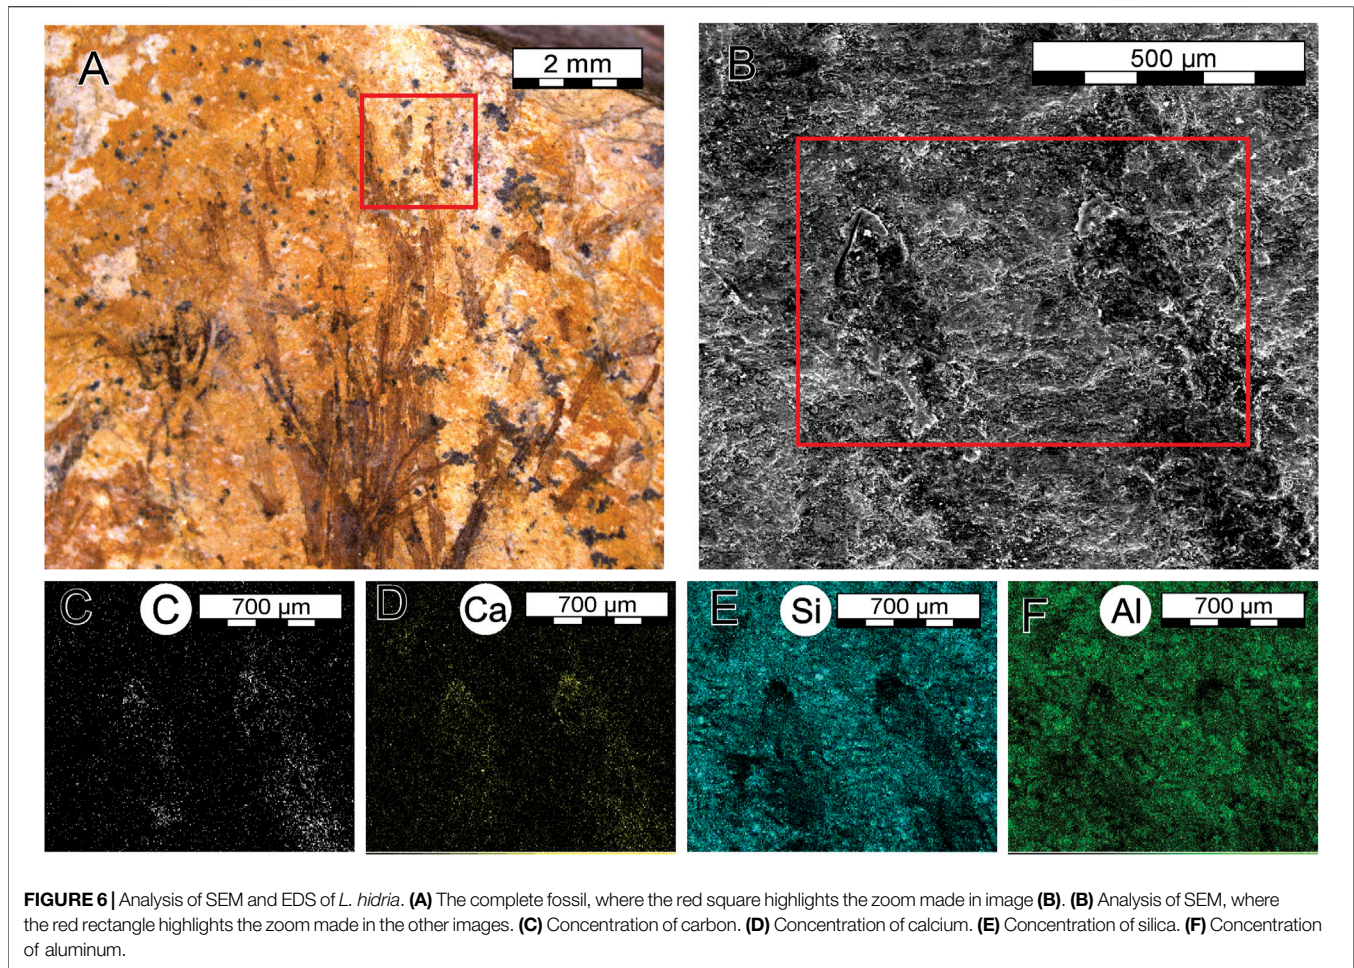 A
2 mm
B
500 µm
C
C
700 µm
D
Ca
700 µm
E
Si
700 µm
F
Al
700 µm
FIGURE 6 | Analysis of SEM and EDS of L. hidria. (A) The complete fossil, where the red square highlights the zoom made in image (B). (B) Analysis of SEM, where
the red rectangle highlights the zoom made in the other images. (C) Concentration of carbon. (D) Concentration of calcium. (E) Concentration of silica. (F) Concentration
of aluminum.